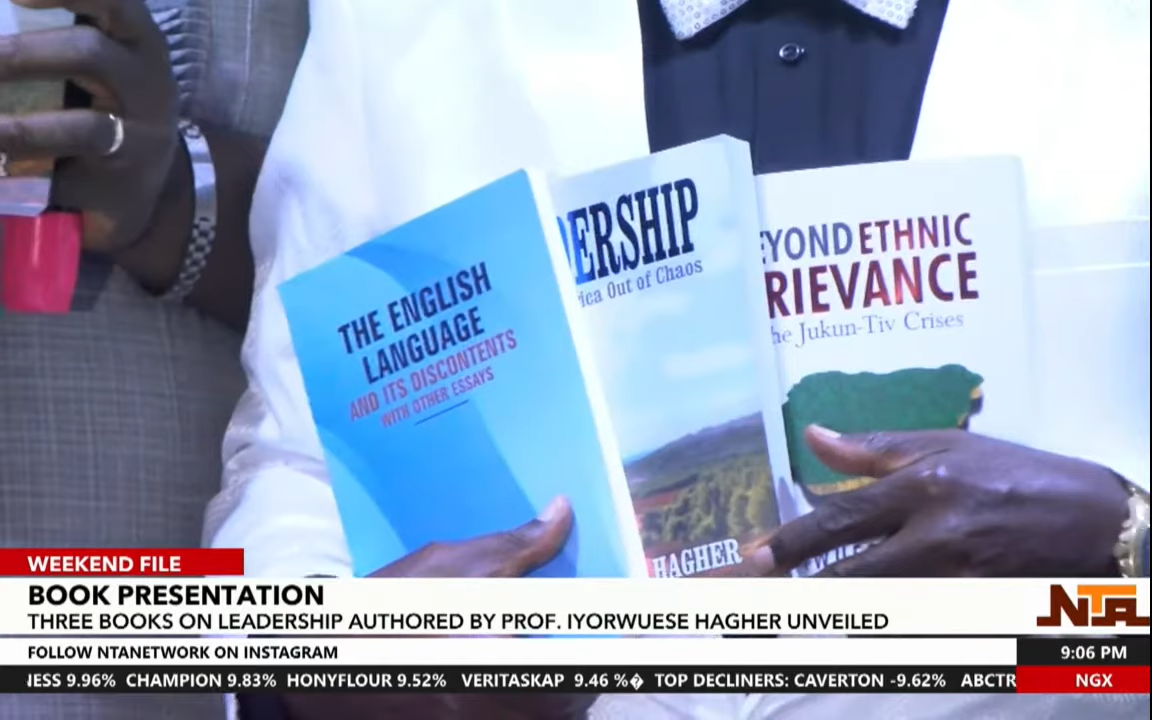 THE ENGLISH
LANGUAGE
AND ITS DISCONTENTS
WITH OTHER ESSAYS
DERSHIP
rica Out of Chaos
HAGHER
EYOND ETHNIC
RIEVANCE
he Jukun-Tiv Crises
WEEKEND FILE
BOOK PRESENTATION
THREE BOOKS ON LEADERSHIP AUTHORED BY PROF. IYORWUESE HAGHER UNVEILED
NTA
FOLLOW NTANETWORK ON INSTAGRAM
9:06 PM
NESS 9.96% CHAMPION 9.83% HONYFLOUR 9.52% VERITASKAP 9.46 %� TOP DECLINERS: CAVERTON -9.62% ABCTR
NGX